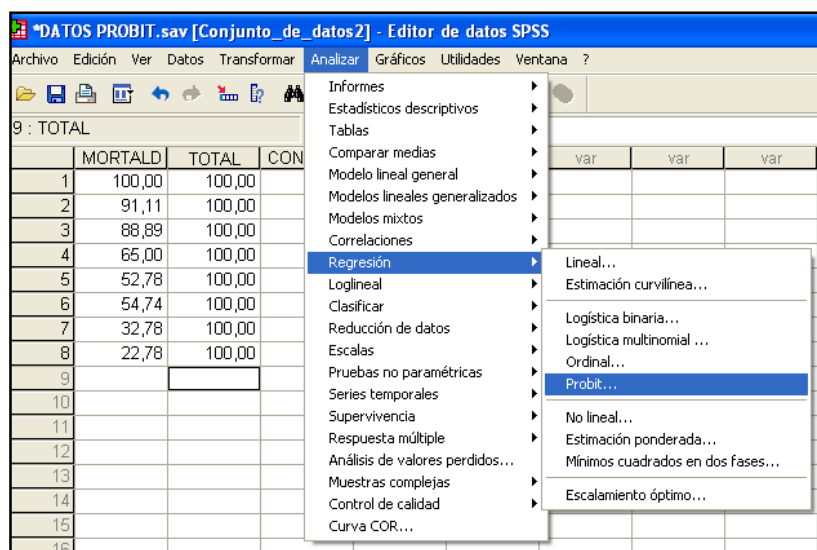 *DATOS PROBIT.sav [Conjunto_de_datos2] - Editor de datos SPSS
Archivo Edición Ver Datos Transformar Analizar Gráficos Utilidades Ventana ?
9 : TOTAL
MORTALD TOTAL CON var var var
1 100,00 100,00
2 91,11 100,00
3 88,89 100,00
4 65,00 100,00
5 52,78 100,00
6 54,74 100,00
7 32,78 100,00
8 22,78 100,00
9
10
11
12
13
14
15
16
Informes
Estadísticos descriptivos
Tablas
Comparar medias
Modelo lineal general
Modelos lineales generalizados
Modelos mixtos
Correlaciones
Regresión
Loglineal
Clasificar
Reducción de datos
Escalas
Pruebas no paramétricas
Series temporales
Supervivencia
Respuesta múltiple
Análisis de valores perdidos...
Muestras complejas
Control de calidad
Curva COR...
Lineal...
Estimación curvilínea...
Logística binaria...
Logística multinomial ...
Ordinal...
Probit...
No lineal...
Estimación ponderada...
Mínimos cuadrados en dos fases...
Escalamiento óptimo...